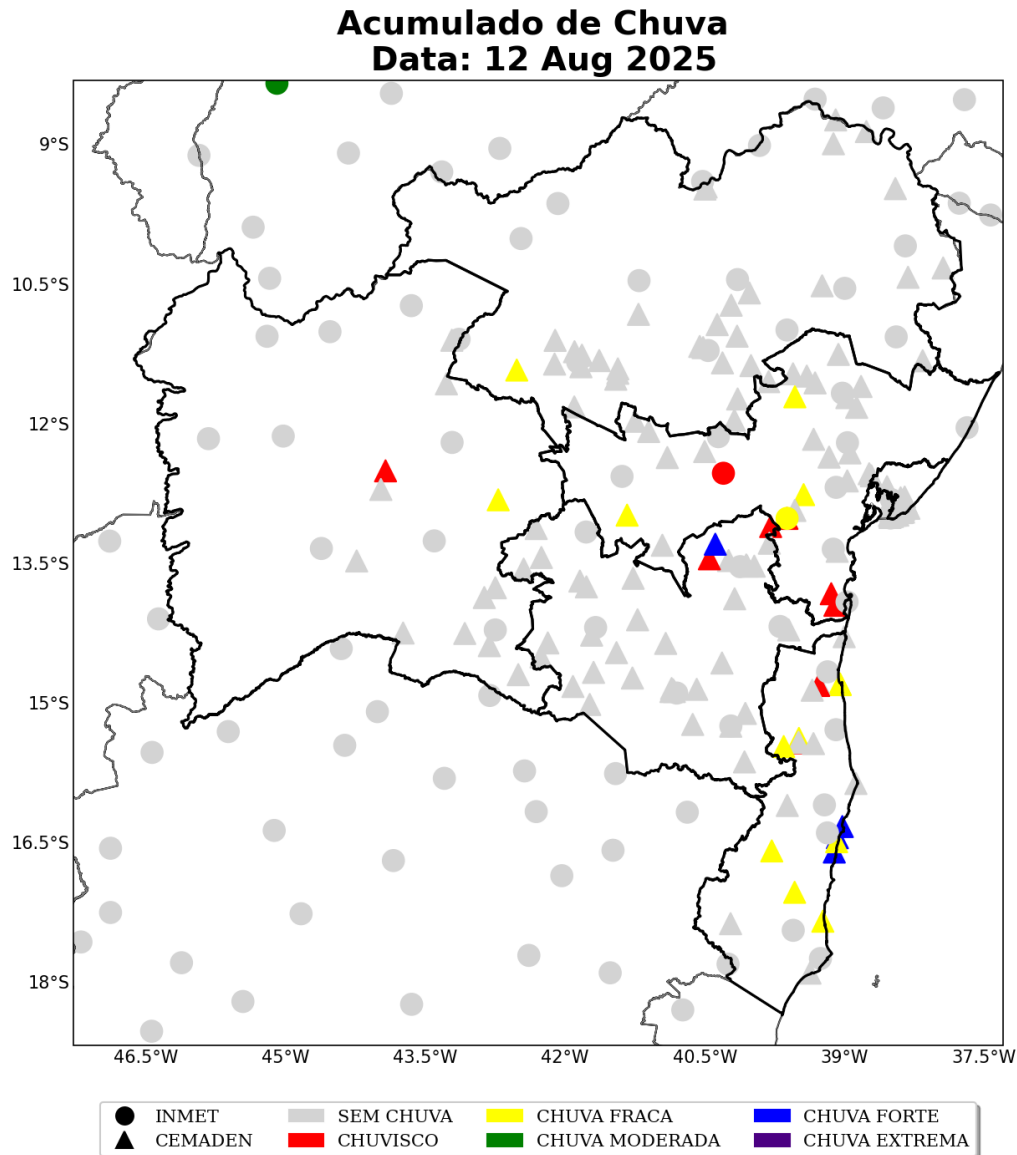 Acumulado de Chuva
Data: 12 Aug 2025
9°S
10.5°S
12°S
13.5°S
15°S
16.5°S
18°S
46.5°W 45°W 43.5°W 42°W 40.5°W 39°W 37.5°W
INMET SEM CHUVA CHUVA FRACA CHUVA FORTE
CEMADEN CHUVISCO CHUVA MODERADA CHUVA EXTREMA